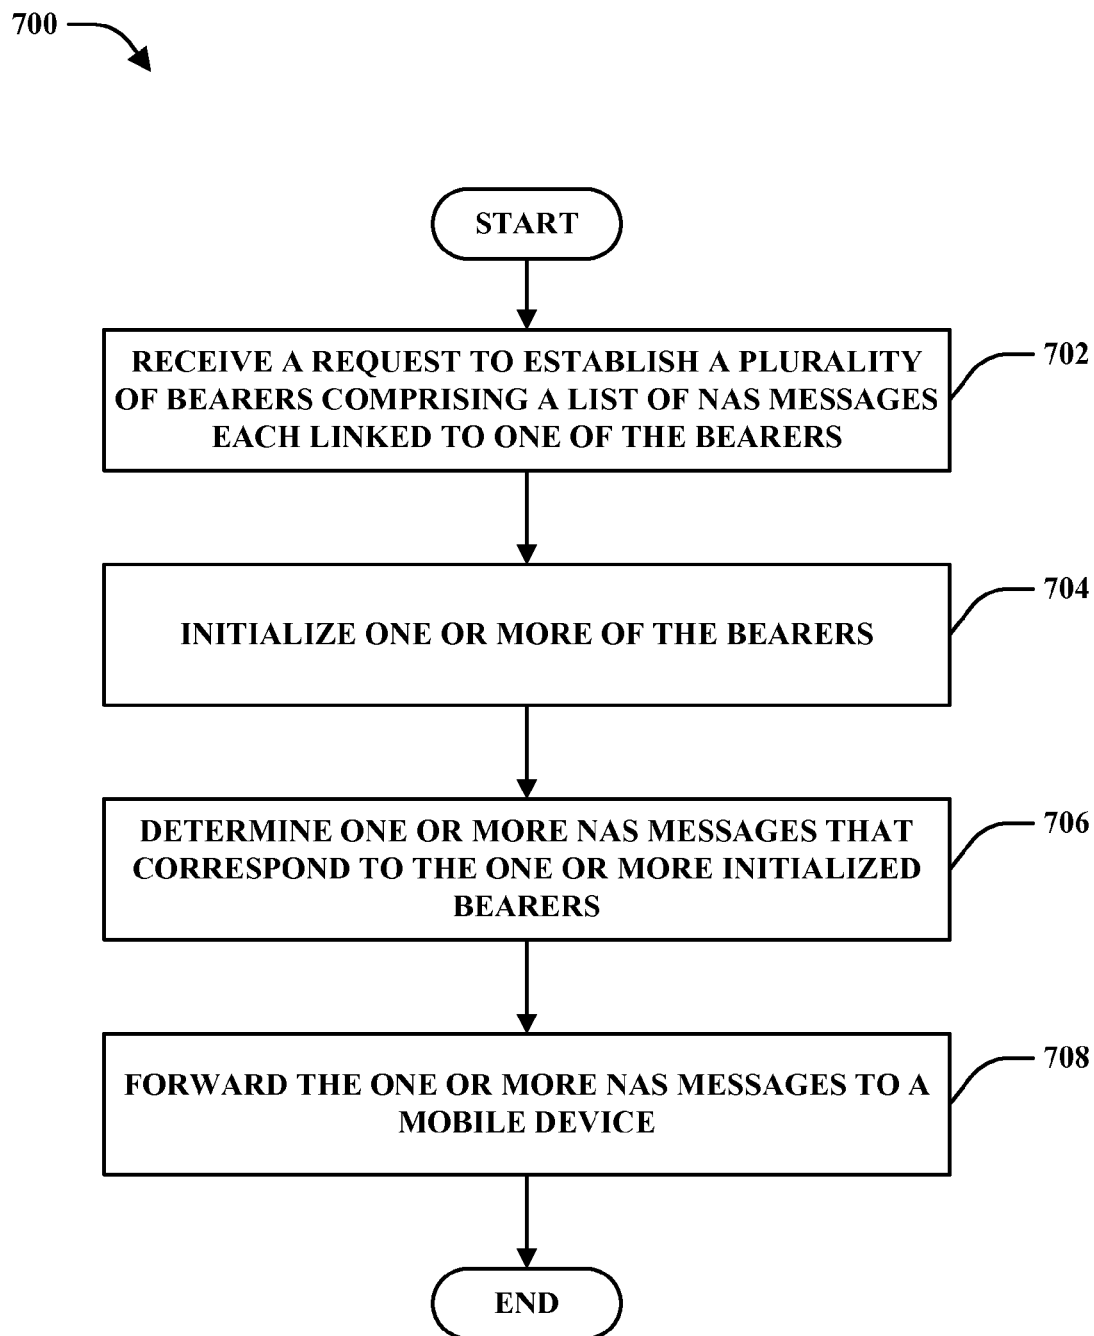 700
START
RECEIVE A REQUEST TO ESTABLISH A PLURALITY
OF BEARERS COMPRISING A LIST OF NAS MESSAGES
EACH LINKED TO ONE OF THE BEARERS
702
INITIALIZE ONE OR MORE OF THE BEARERS
704
DETERMINE ONE OR MORE NAS MESSAGES THAT
CORRESPOND TO THE ONE OR MORE INITIALIZED
BEARERS
706
FORWARD THE ONE OR MORE NAS MESSAGES TO A
MOBILE DEVICE
708
END